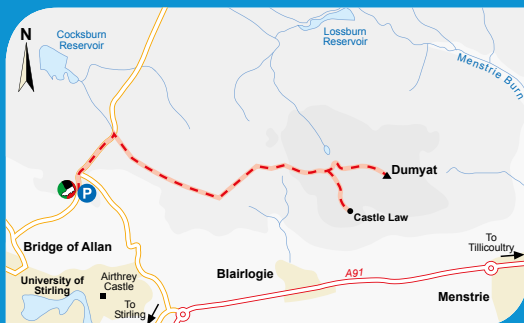 N
Cocksburn
Reservoir
Lossburn
Reservoir
Menstrie Burn
Dumyat
P
Castle Law
Bridge of Allan
To
Tillicoultry
University of
Stirling
Airthrey
Castle
Blairlogie
A91
To
Stirling
Menstrie